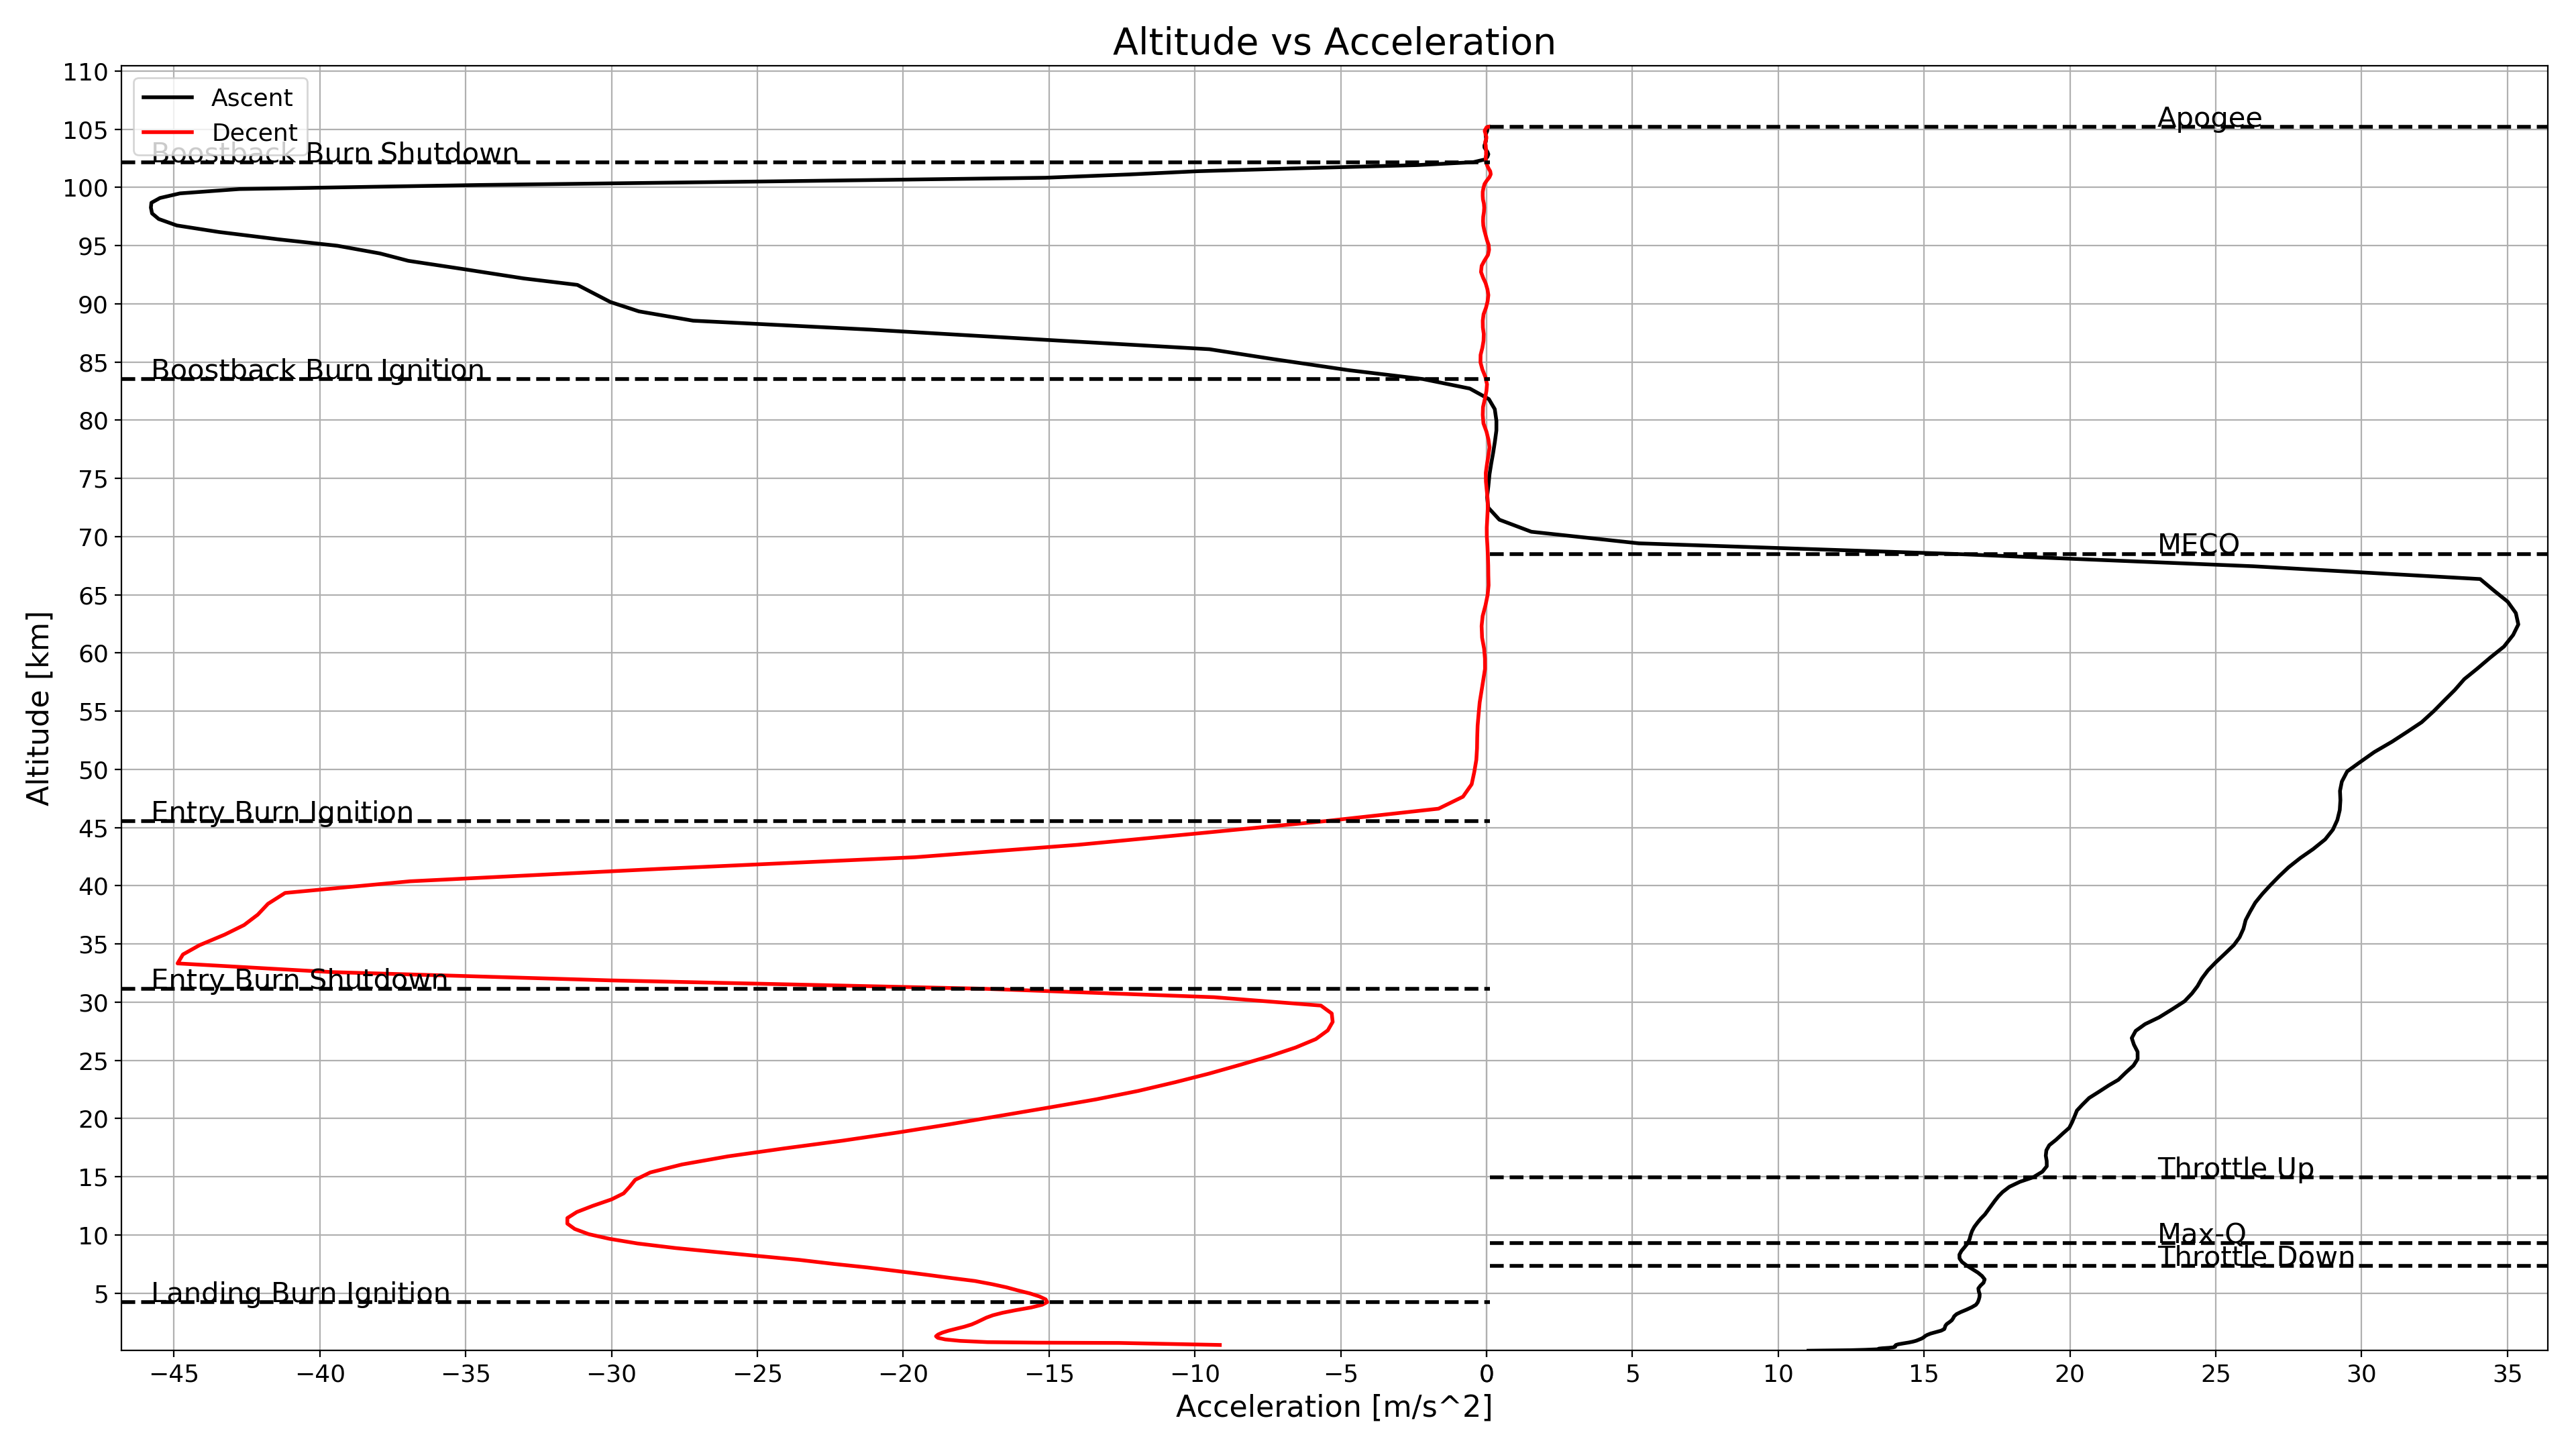 Altitude vs Acceleration
Ascent
Decent
Apogee
Boostback Burn Shutdown
Boostback Burn Ignition
MECO
Entry Burn Ignition
Entry Burn Shutdown
Throttle Up
Max-Q
Throttle Down
Landing Burn Ignition
Altitude [km]
110
105
100
95
90
85
80
75
70
65
60
55
50
45
40
35
30
25
20
15
10
5
−45 −40 −35 −30 −25 −20 −15 −10 −5 0 5 10 15 20 25 30 35
Acceleration [m/s^2]